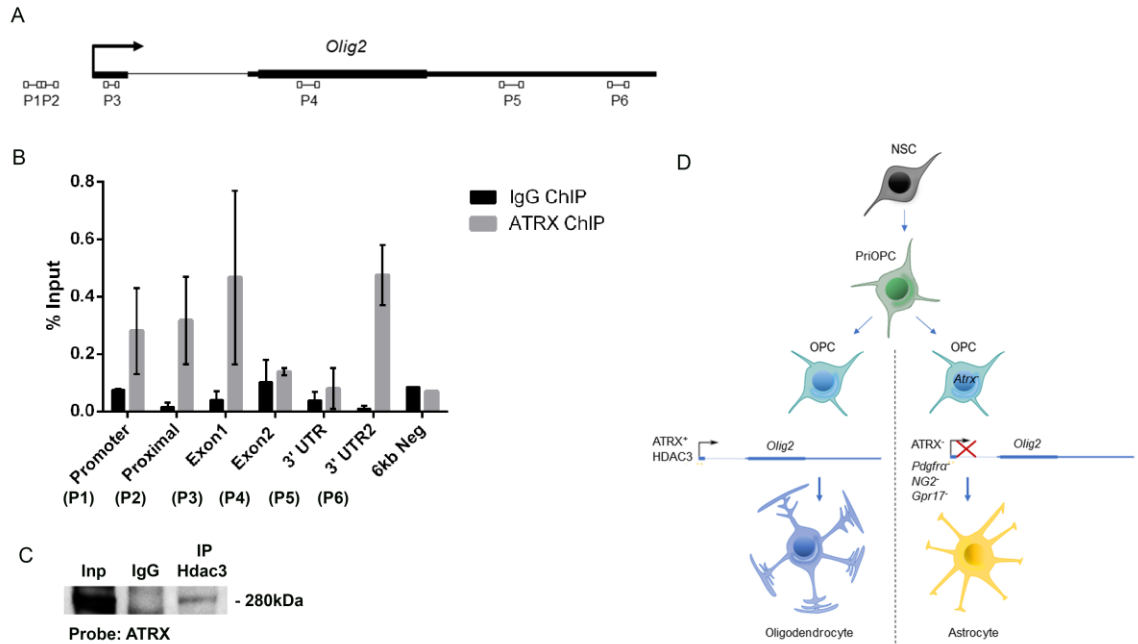 A
Olig2
P1P2
P3
P4
P5
P6
B
0.8
0.6
0.4
0.2
0.0
% Input
IgG ChIP
ATRX ChIP
Promoter
Proximal
Exon1
Exon2
3' UTR
3' UTR2
6kb Neg
(P1)
(P2)
(P3)
(P4)
(P5)
(P6)
C
Inp
IgG
IP
Hdac3
- 280kDa
Probe: ATRX
D
NSC
PriOPC
OPC
OPC
Atrx-
ATRX⁺
HDAC3
Olig2
ATRX⁻
Olig2
Pdgfrα⁻
NG2⁻
Gpr17⁻
Oligodendrocyte
Astrocyte